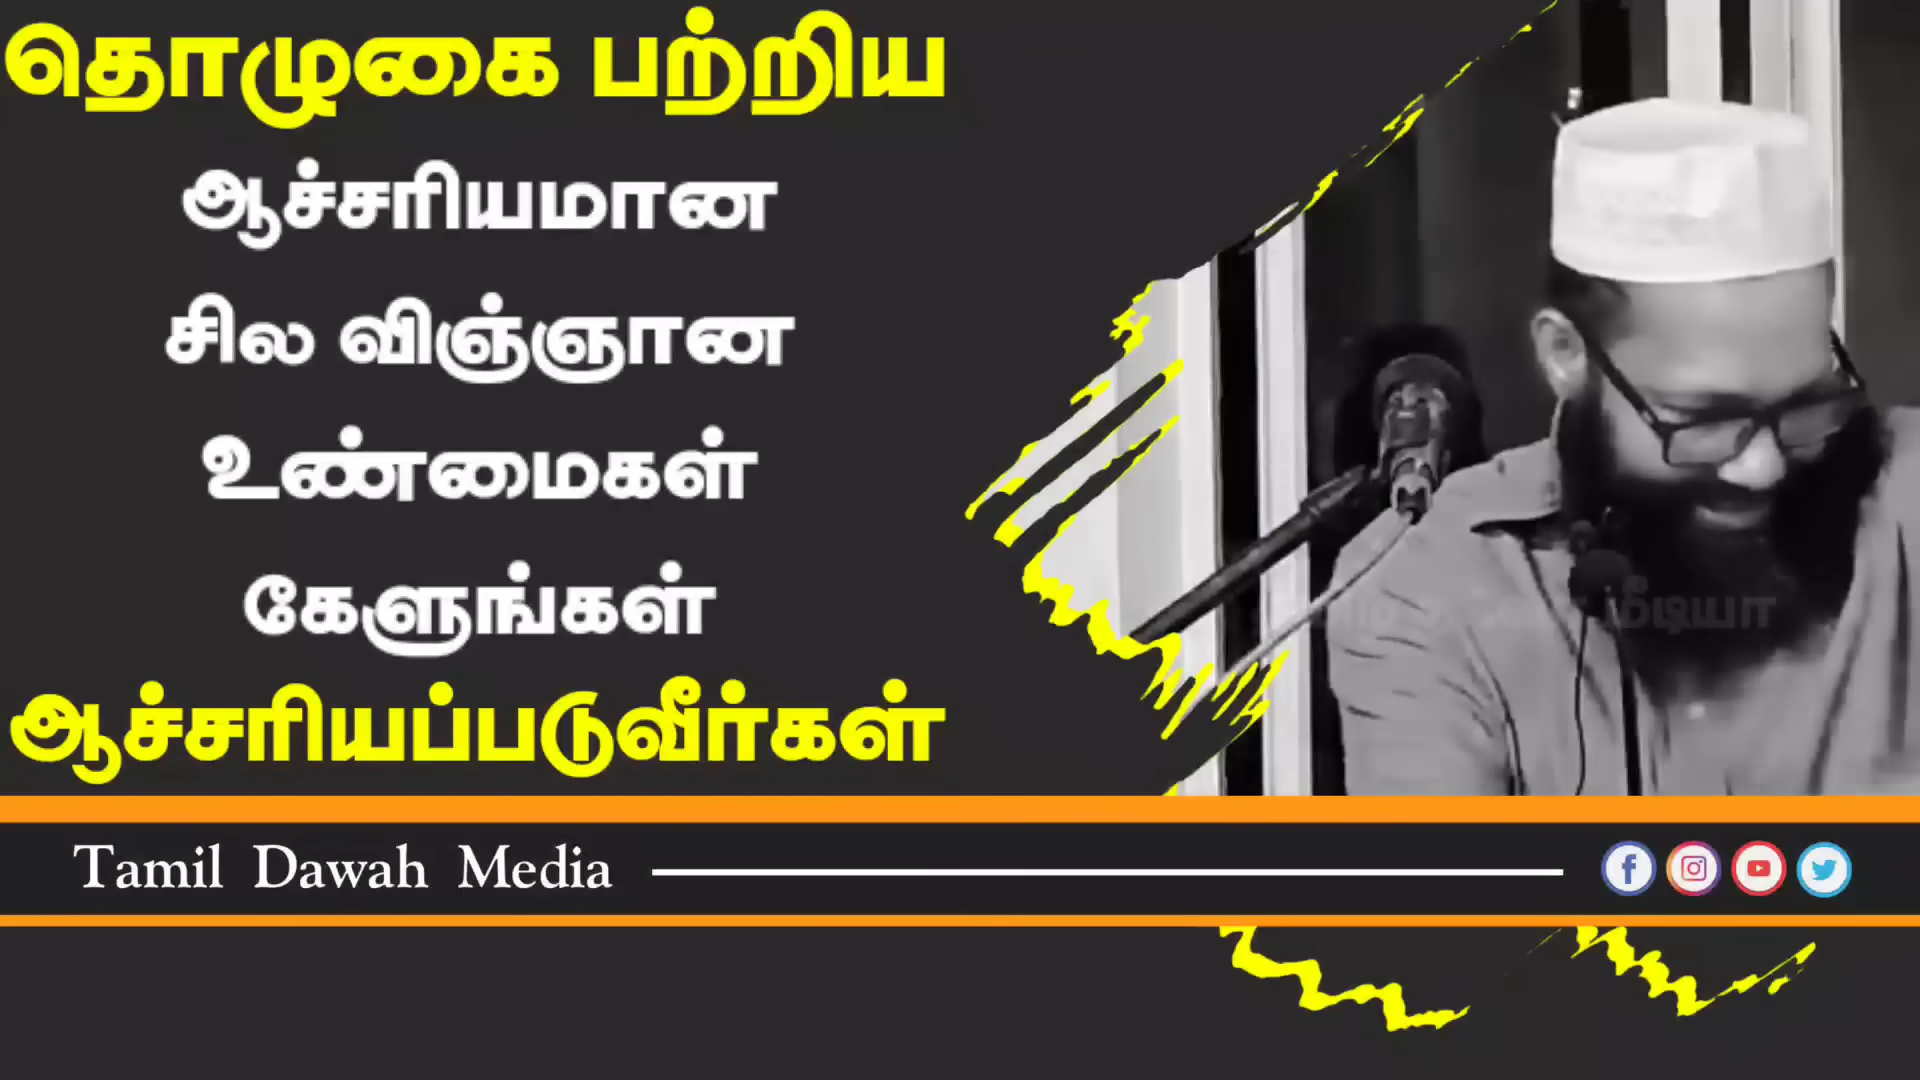 தொழுகை பற்றிய
ஆச்சரியமான
சில விஞ்ஞான
உண்மைகள்
கேளுங்கள்
ஆச்சரியப்படுவீர்கள்
மீடியா
Tamil Dawah Media